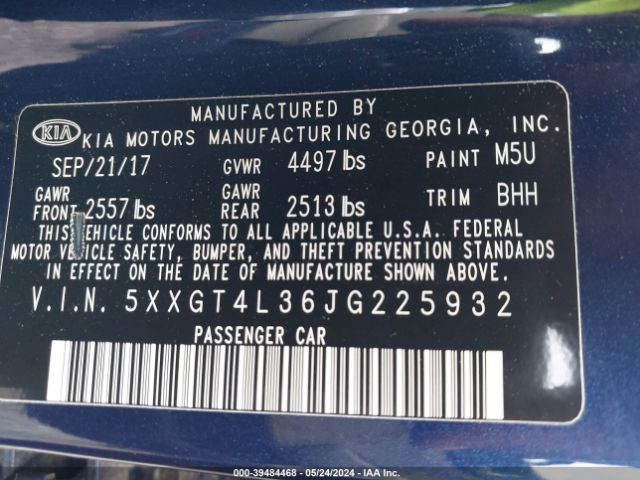 MANUFACTURED BY
KIA KIA MOTORS MANUFACTURING GEORGIA, INC.
SEP/21/17 GVWR 4497 lbs PAINT M5U
GAWR FRONT 2557 lbs GAWR REAR 2513 lbs TRIM BHH
THIS VEHICLE CONFORMS TO ALL APPLICABLE U.S.A. FEDERAL
MOTOR VEHICLE SAFETY, BUMPER, AND THEFT PREVENTION STANDARDS
IN EFFECT ON THE DATE OF MANUFACTURE SHOWN ABOVE.
V.I.N. 5XXGT4L36JG225932
PASSENGER CAR
000-39484468 - 05/24/2024 - IAA Inc.